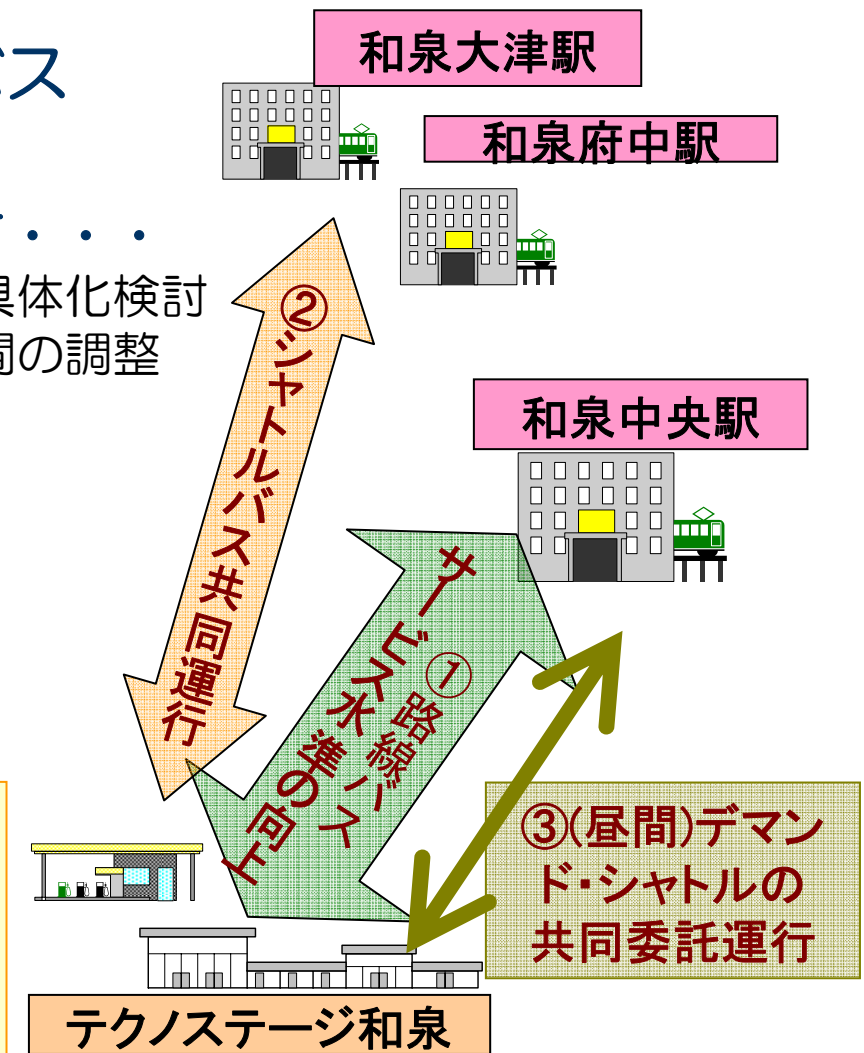 バス
・・・
具体化検討
間の調整
和泉大津駅
和泉府中駅
和泉中央駅
②シャトルバス共同運行
①路線バス
サービス水準の向上
③(昼間)デマン
ド・シャトルの
共同委託運行
テクノステージ和泉